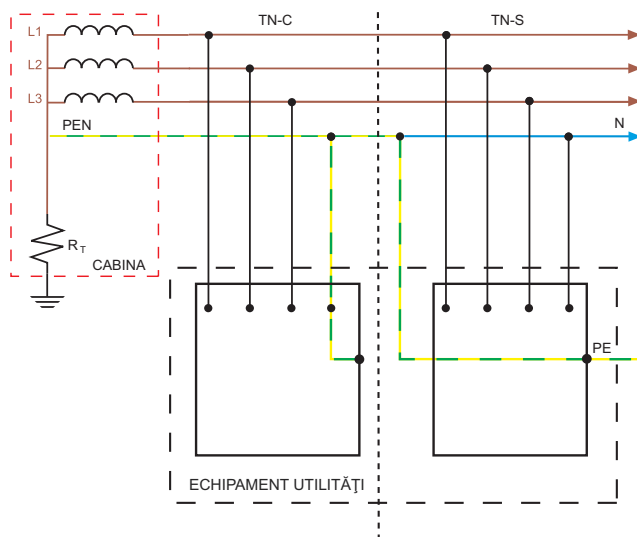 TN-C
TN-S
L1
L2
L3
PEN
N
R T
CABINA
PE
ECHIPAMENT UTILITĂŢI